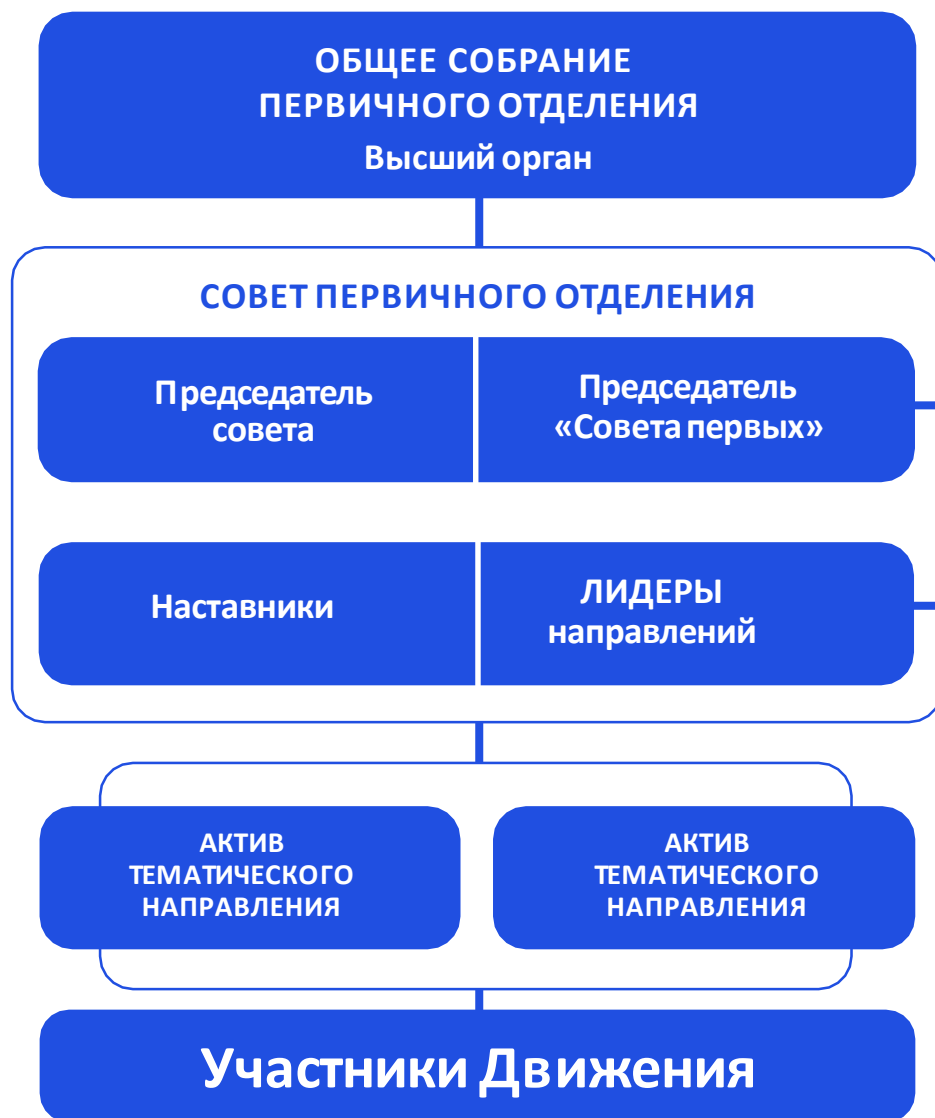 ОБЩЕЕ СОБРАНИЕ
ПЕРВИЧНОГО ОТДЕЛЕНИЯ
Высший орган
СОВЕТ ПЕРВИЧНОГО ОТДЕЛЕНИЯ
Председатель
совета
Председатель
«Совета первых»
Наставники
ЛИДЕРЫ
направлений
АКТИВ
ТЕМАТИЧЕСКОГО
НАПРАВЛЕНИЯ
АКТИВ
ТЕМАТИЧЕСКОГО
НАПРАВЛЕНИЯ
Участники Движения